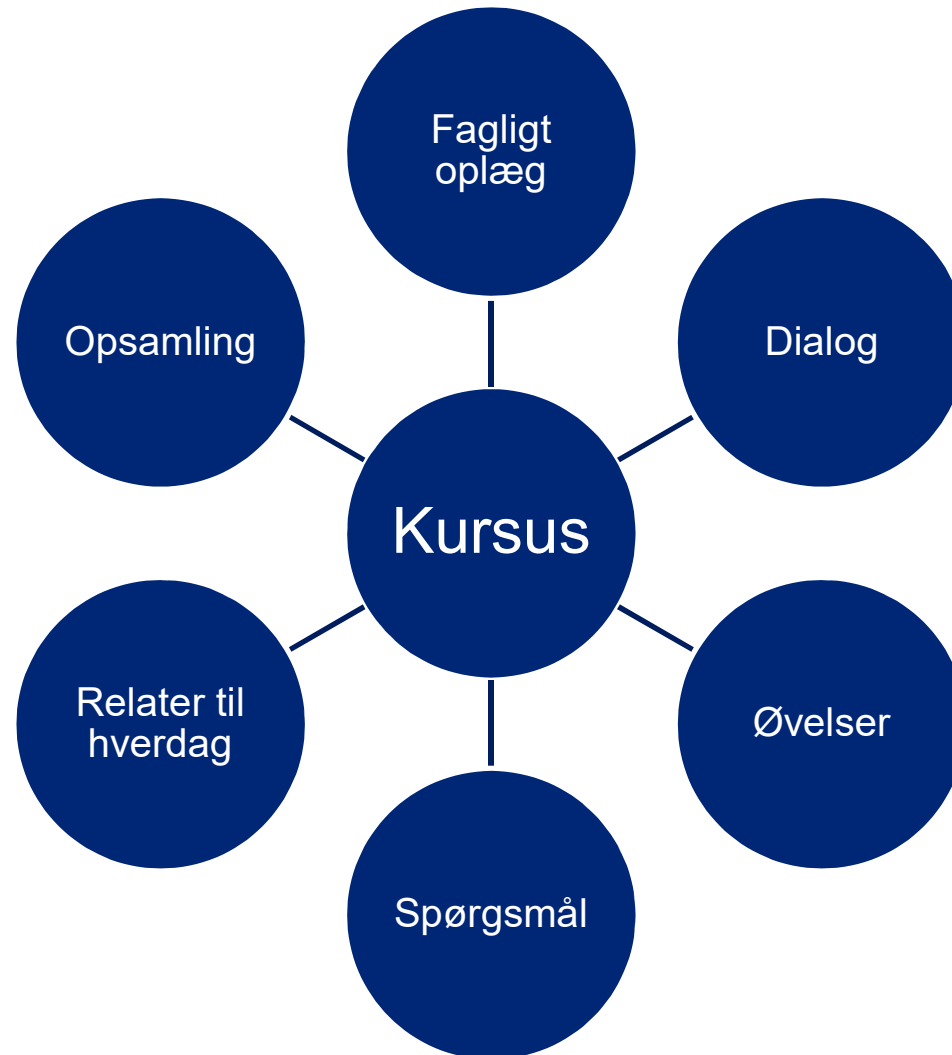 Fagligt
oplæg
Opsamling
Dialog
Kursus
Relater til
hverdag
Øvelser
Spørgsmål